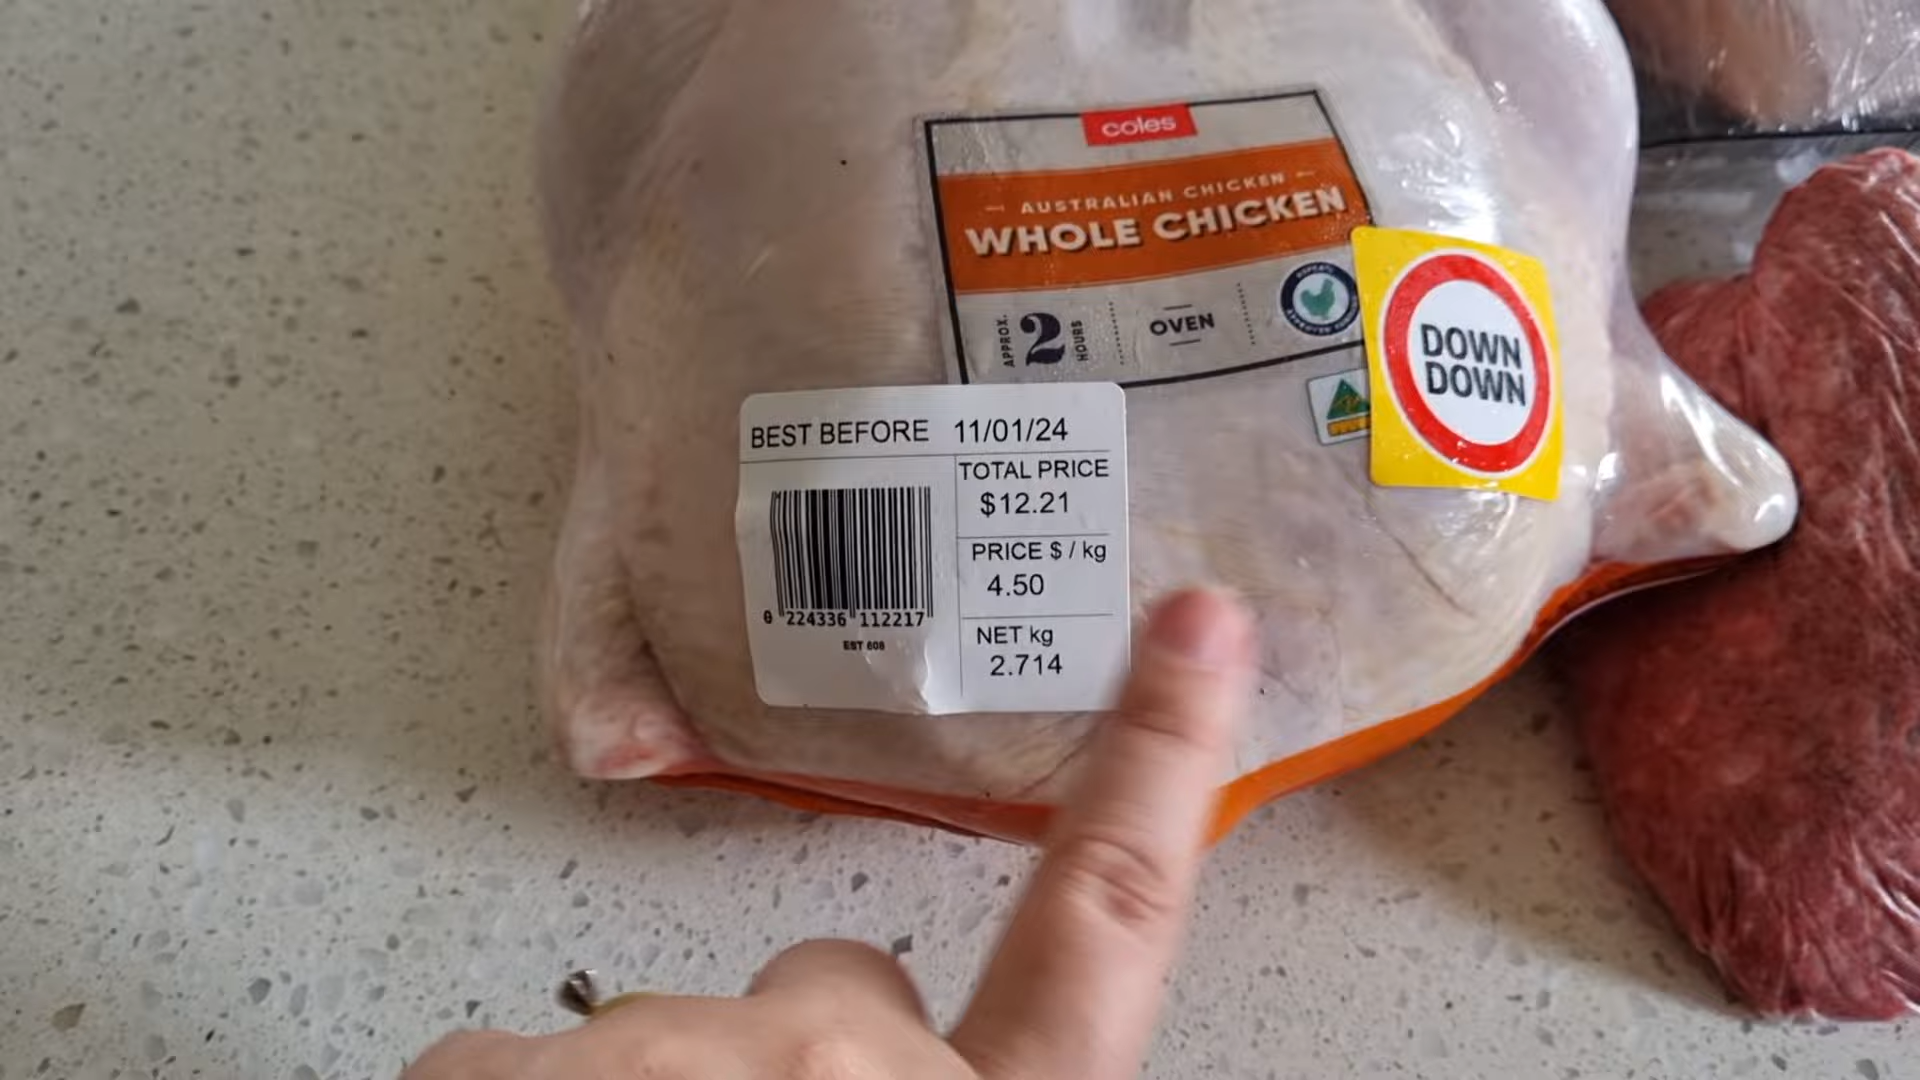 coles
AUSTRALIAN CHICKEN
WHOLE CHICKEN
APPROX. 2 HOURS
OVEN
DOWN
DOWN
BEST BEFORE 11/01/24
TOTAL PRICE
$12.21
PRICE $ / kg
4.50
NET kg
2.714
0 224336 112217
EST 608